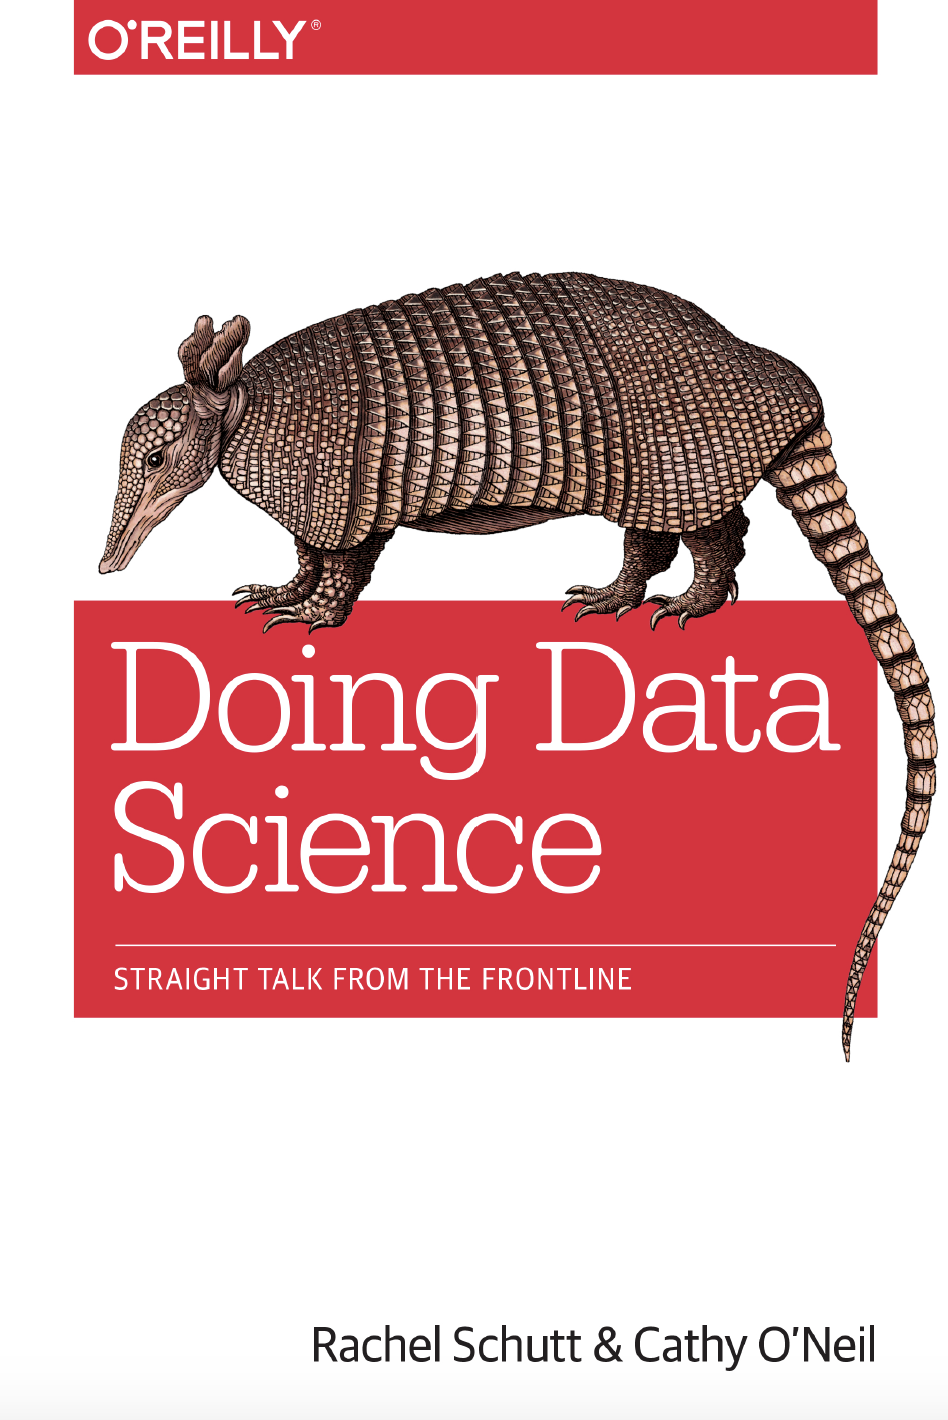 O'REILLY®
Doing Data
Science
STRAIGHT TALK FROM THE FRONTLINE
Rachel Schutt & Cathy O'Neil